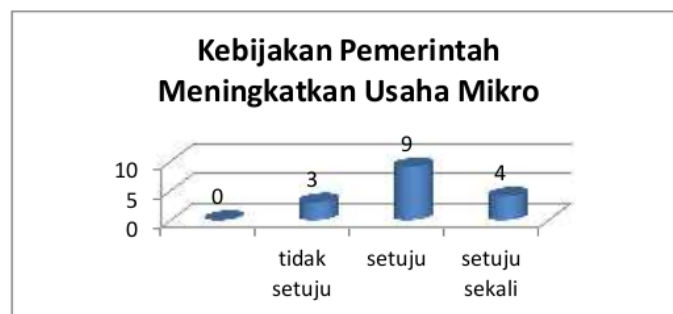 Kebijakan Pemerintah
Meningkatkan Usaha Mikro
10
5
0
0
3
9
4
tidak
setuju
setuju
setuju
sekali